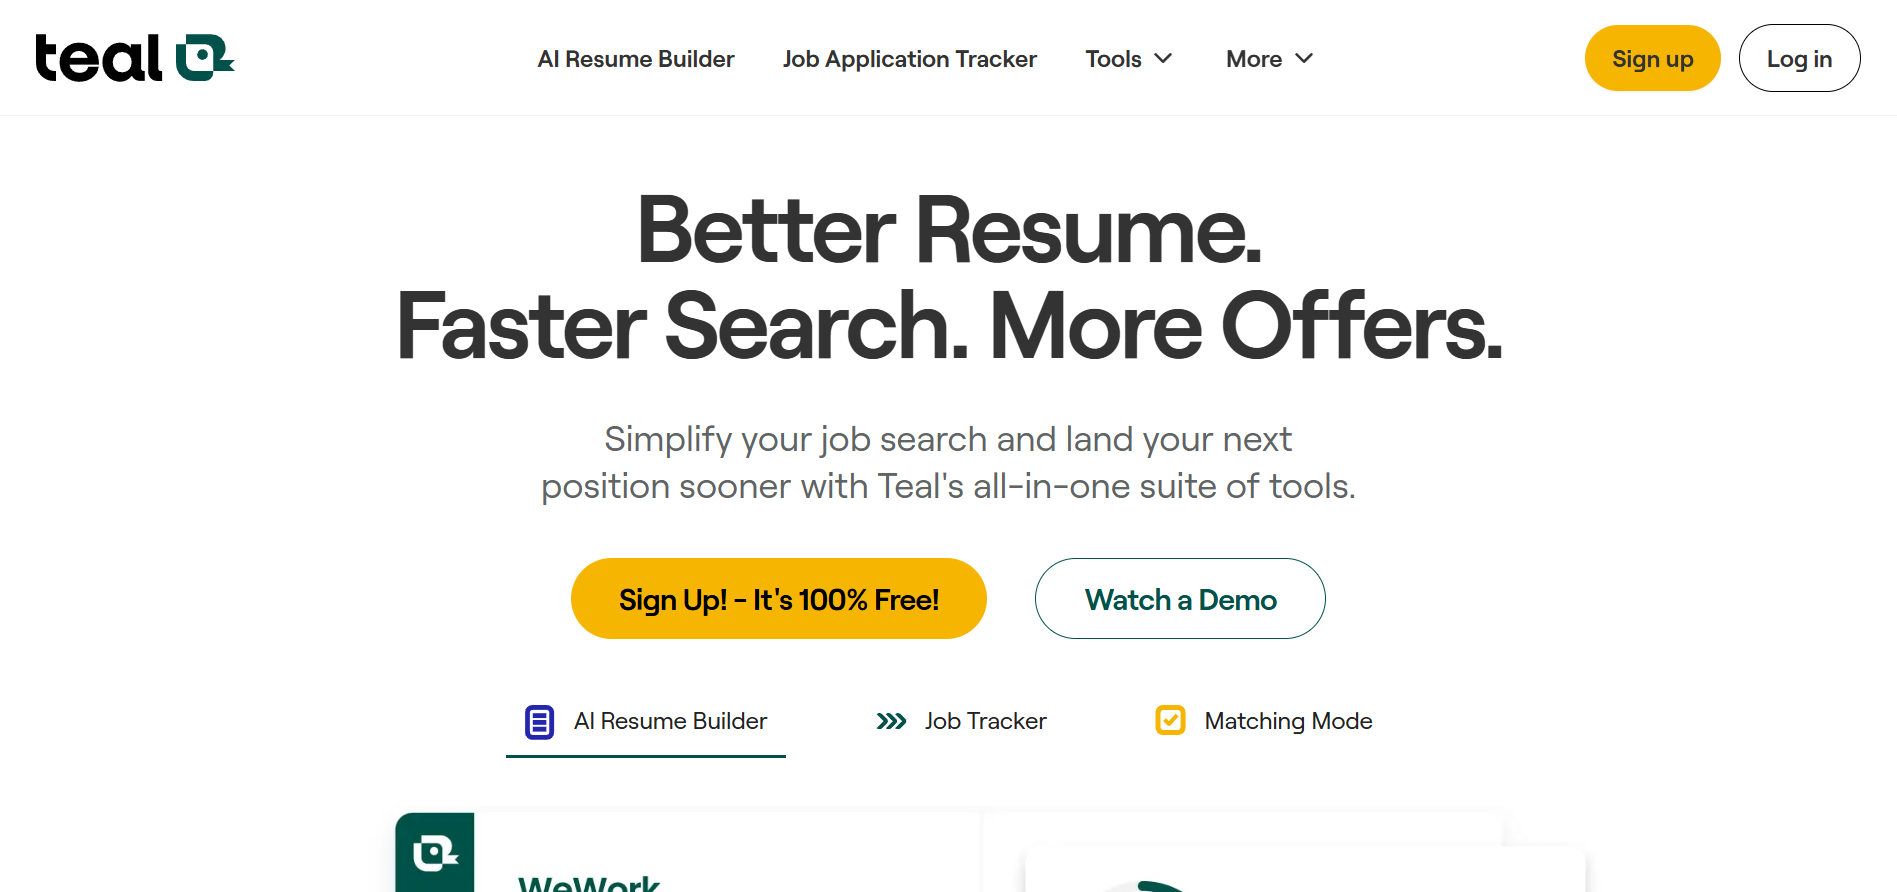 teal
AI Resume Builder
Job Application Tracker
Tools
More
Sign up
Log in
Better Resume.
Faster Search. More Offers.
Simplify your job search and land your next
position sooner with Teal's all-in-one suite of tools.
Sign Up! - It's 100% Free!
Watch a Demo
AI Resume Builder
Job Tracker
Matching Mode
WeWork